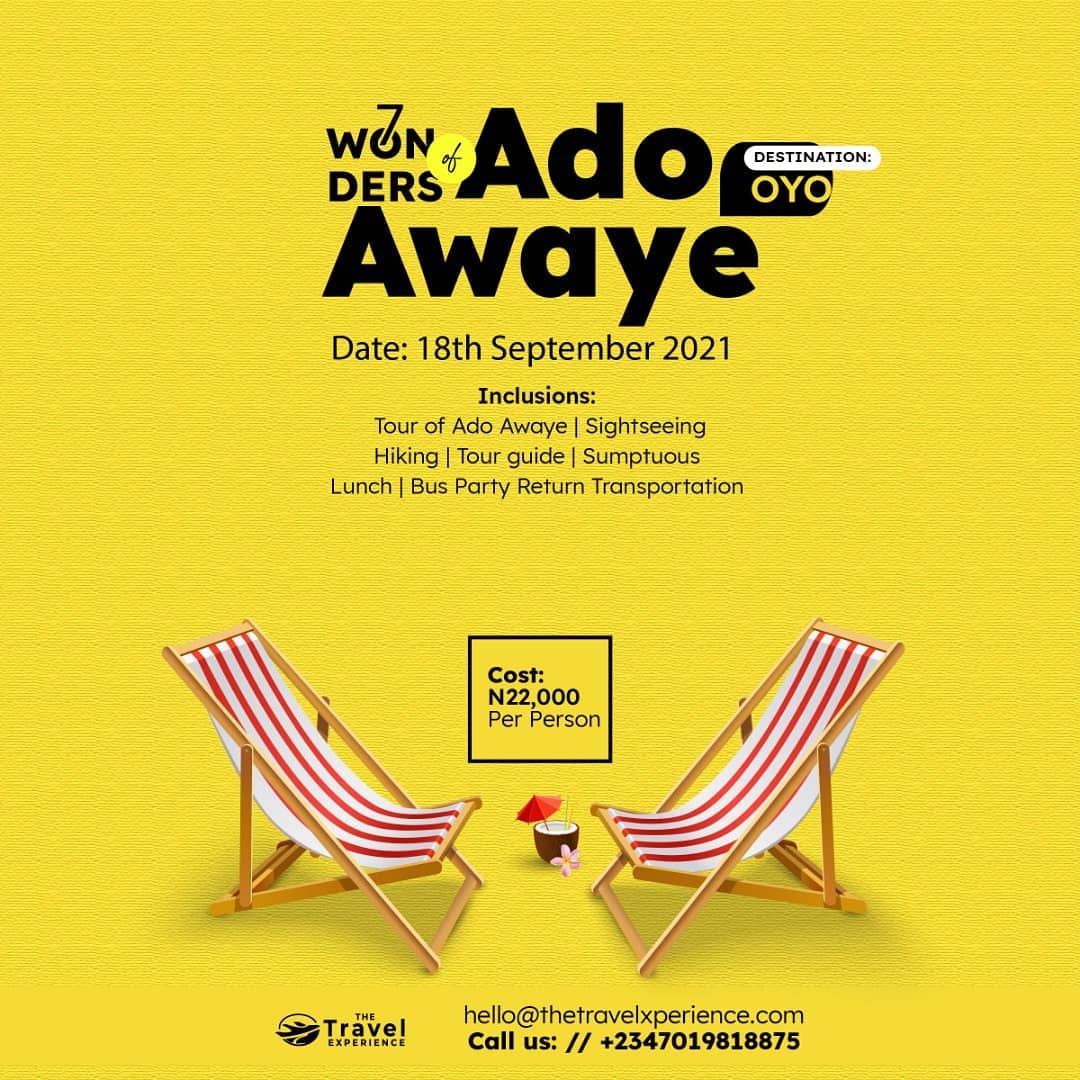 7
WON
DERS
of
Ado
Awaye
DESTINATION:
OYO
Date: 18th September 2021
Inclusions:
Tour of Ado Awaye | Sightseeing
Hiking | Tour guide | Sumptuous
Lunch | Bus Party Return Transportation
Cost:
N22,000
Per Person
THE
Travel
EXPERIENCE
hello@thetravelxperience.com
Call us: // +2347019818875